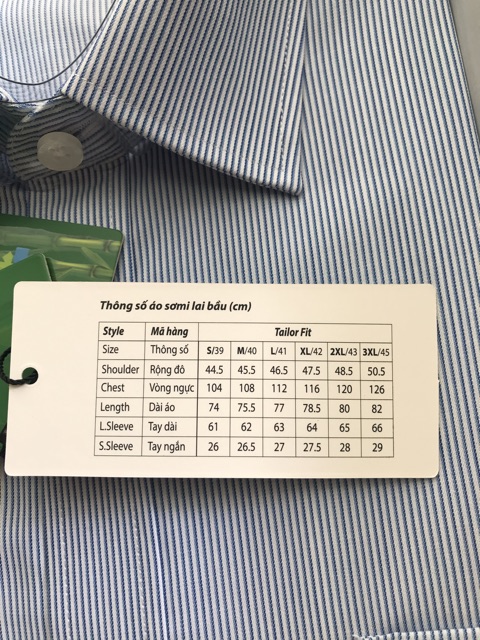 Thông số áo sơmi lai bầu (cm)
Style Mã hàng Tailor Fit
Size Thông số S/39 M/40 L/41 XL/42 2XL/43 3XL/45
Shoulder Rộng đô 44.5 45.5 46.5 47.5 48.5 50.5
Chest Vòng ngực 104 108 112 116 120 126
Length Dài áo 74 75.5 77 78.5 80 82
L.Sleeve Tay dài 61 62 63 64 65 66
S.Sleeve Tay ngắn 26 26.5 27 27.5 28 29